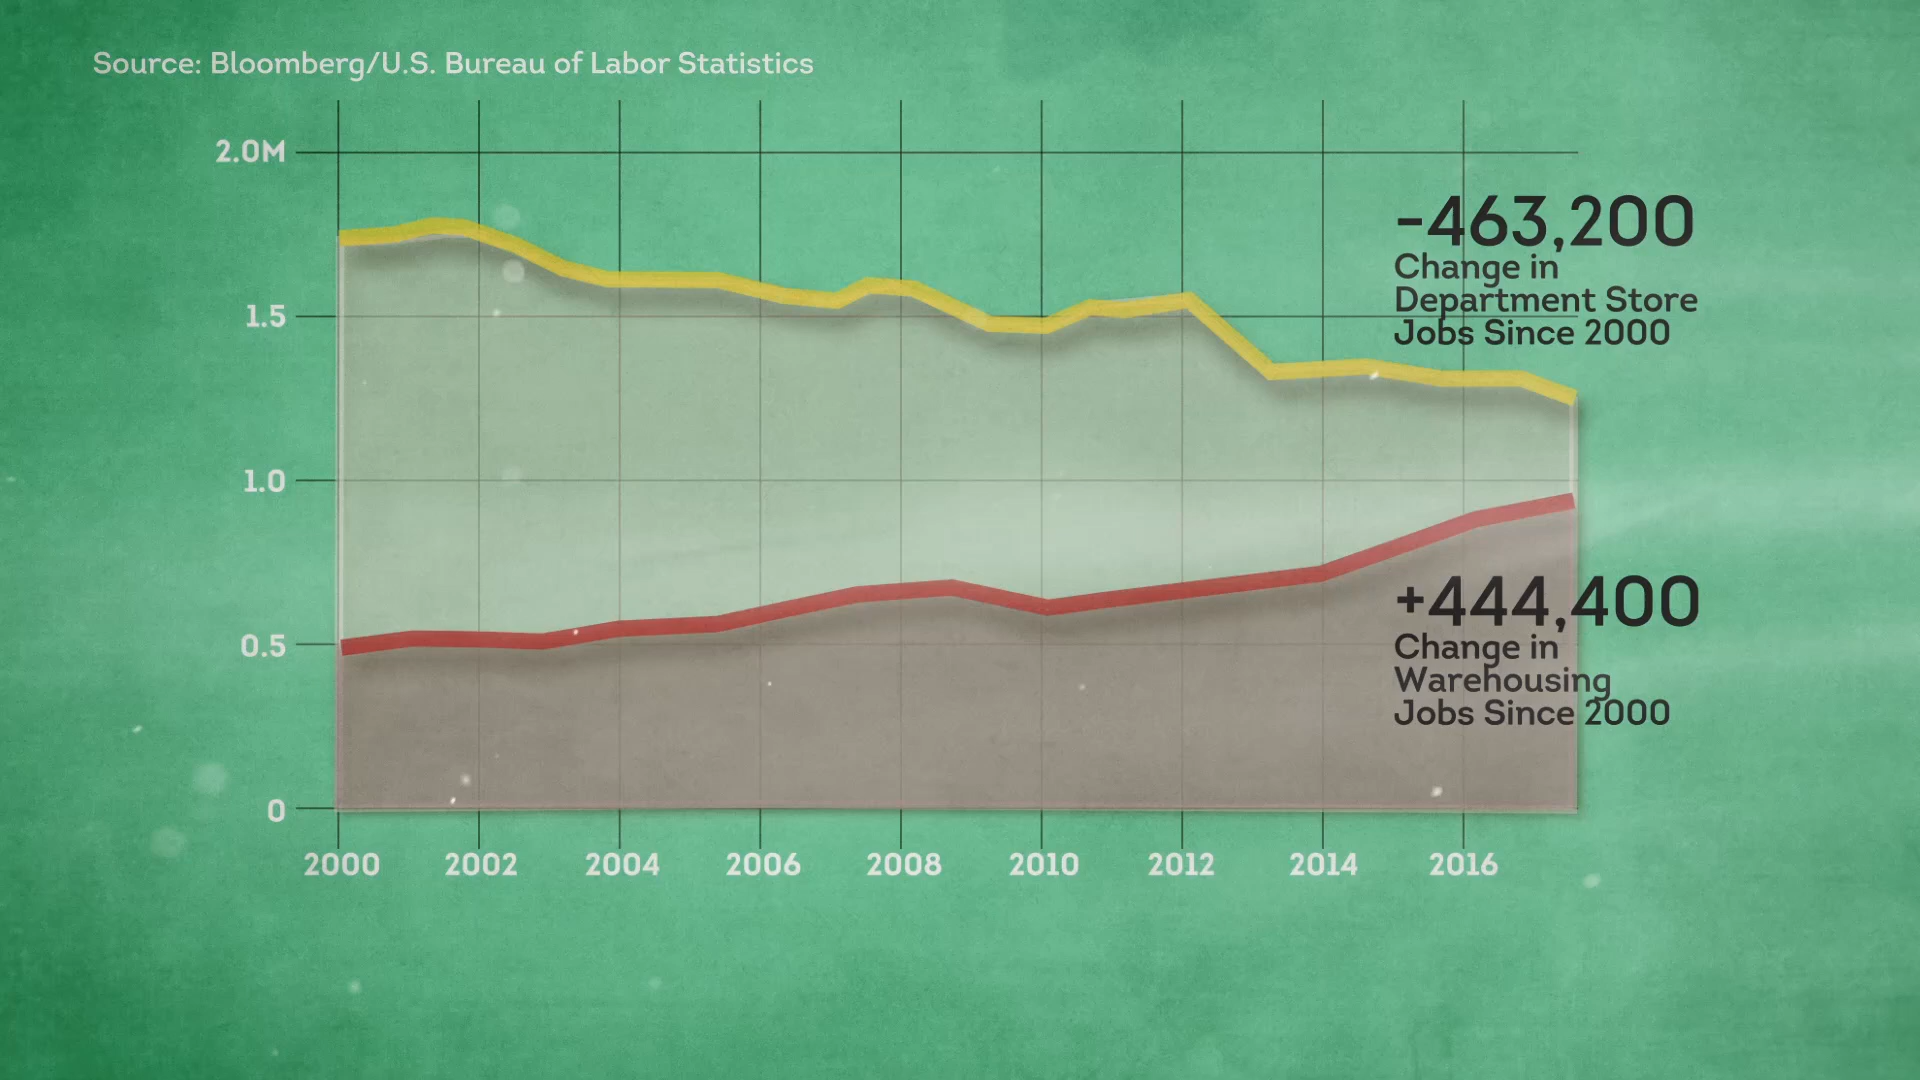 Source: Bloomberg/U.S. Bureau of Labor Statistics
2.0M
1.5
1.0
0.5
0
-463,200
Change in
Department Store
Jobs Since 2000
+444,400
Change in
Warehousing
Jobs Since 2000
2000 2002 2004 2006 2008 2010 2012 2014 2016